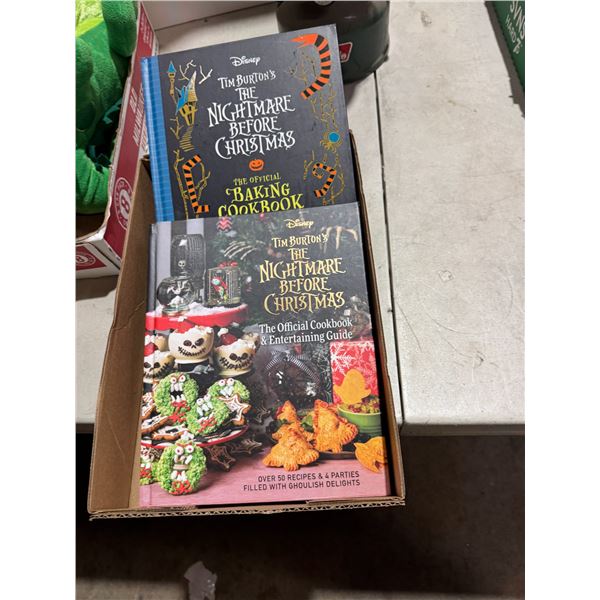 Disney
TIM BURTON'S
THE
NIGHTMARE
BEFORE
CHRISTMAS
THE OFFICIAL
BAKING
COOKBOOK
Disney
TIM BURTON'S
THE
NIGHTMARE
BEFORE
CHRISTMAS
The Official Cookbook
& Entertaining Guide
OVER 50 RECIPES & 4 PARTIES
FILLED WITH GHOULISH DELIGHTS